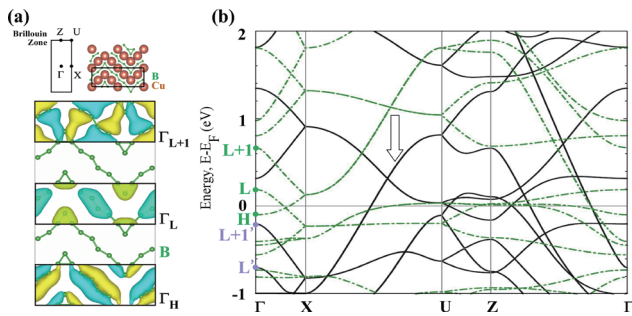 (a)
Brillouin
Zone
Z
U
Γ
X
B
Cu
Γ_{L+1}
Γ_L
B
Γ_H
(b)
Energy, E-E_F (eV)
2
1
0
-1
L+1
L
H
L+1'
L'
Γ
X
U
Z
Γ